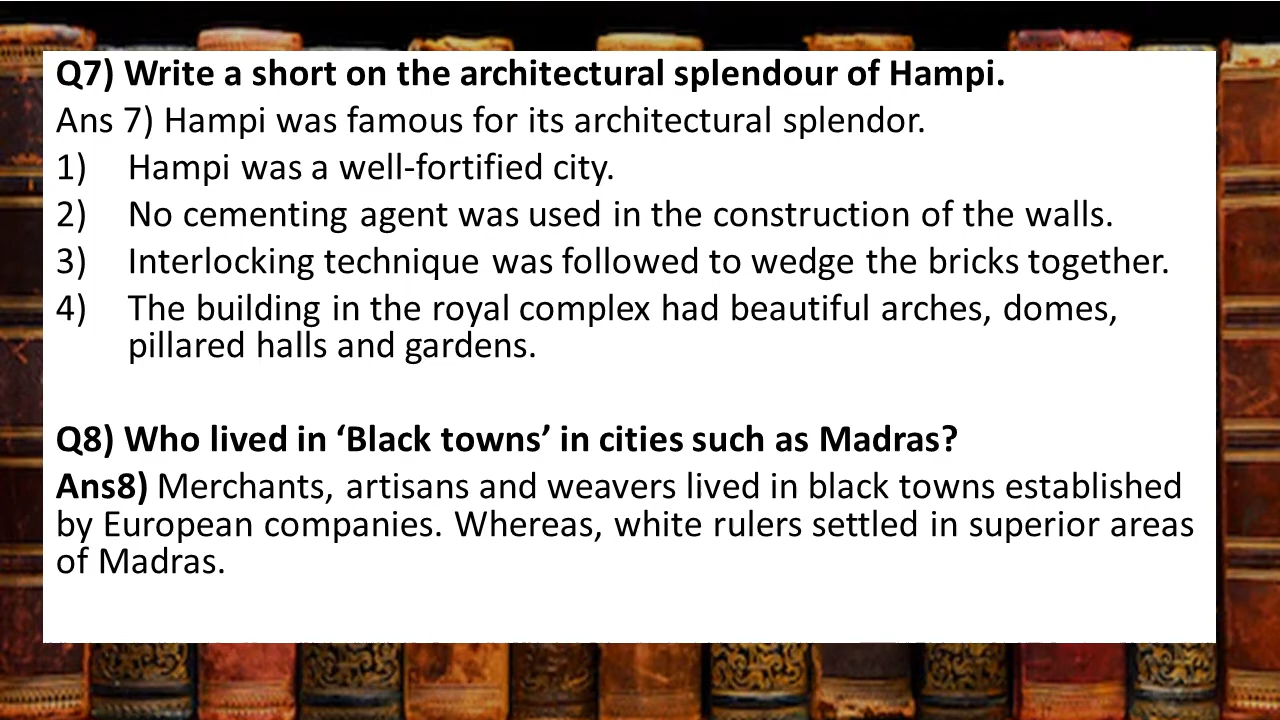 Q7) Write a short on the architectural splendour of Hampi.
Ans 7) Hampi was famous for its architectural splendor.
1) Hampi was a well-fortified city.
2) No cementing agent was used in the construction of the walls.
3) Interlocking technique was followed to wedge the bricks together.
4) The building in the royal complex had beautiful arches, domes,
pillared halls and gardens.
Q8) Who lived in ‘Black towns’ in cities such as Madras?
Ans8) Merchants, artisans and weavers lived in black towns established
by European companies. Whereas, white rulers settled in superior areas
of Madras.